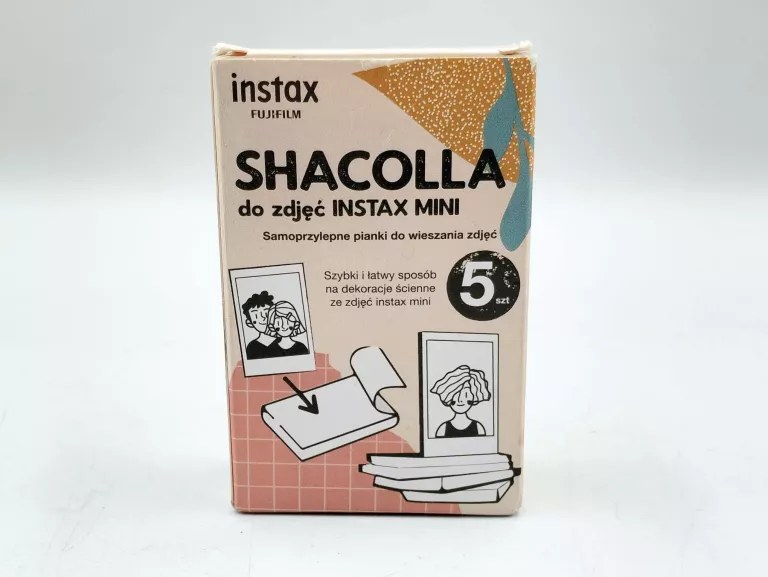 instax
FUJIFILM
SHACOLLA
do zdjęć INSTAX MINI
Samoprzylepne pianki do wieszania zdjęć
Szybki i łatwy sposób
na dekoracje ścienne
ze zdjęć instax mini
5 szt